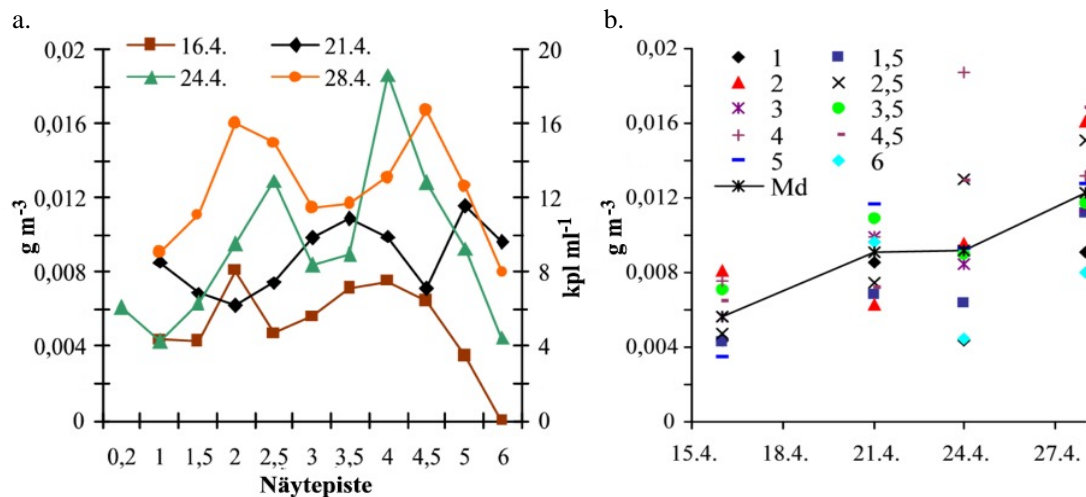 a.
16.4. 21.4.
24.4. 28.4.
0,02
0,016
0,012
0,008
0,004
0
g m-3
20
16
12
8
4
0
kpl ml-1
0,2 1 1,5 2 2,5 3 3,5 4 4,5 5 6
Näytepiste
b.
0,02
0,016
0,012
0,008
0,004
0
g m-3
1 1,5
2 2,5
3 3,5
4 4,5
5 6
Md
15.4. 18.4. 21.4. 24.4. 27.4.